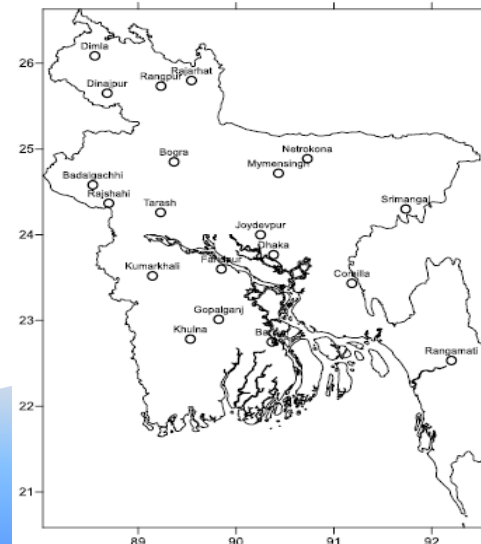 Dimla
26
Rajarhat
Rangpur
Dinajpur
25
Netrokona
Bogra
Mymensingh
Badalgachhi
Rajshahi
Srimangal
Tarash
24
Joydevpur
Dhaka
Faridpur
Kumarkhali
Comilla
23
Gopalganj
Khulna
Rangamati
22
21
89
90
91
92